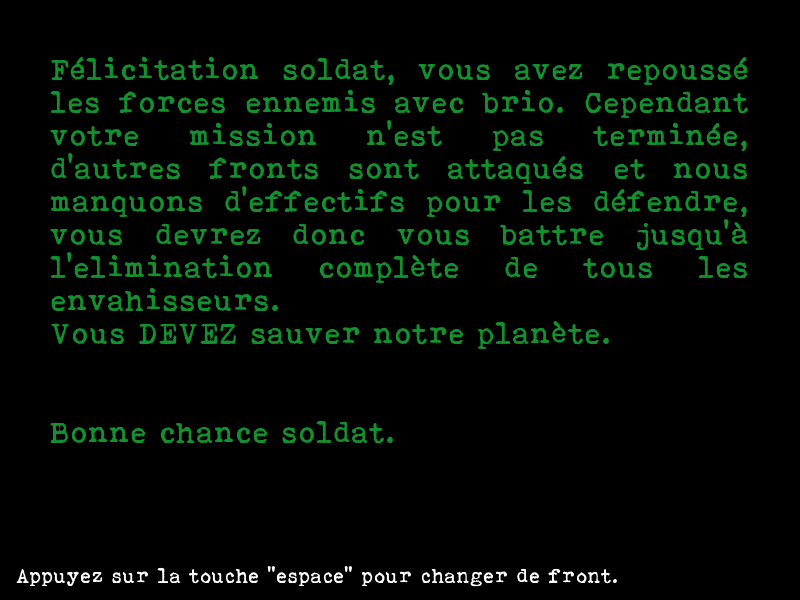 Félicitation soldat, vous avez repoussé
les forces ennemis avec brio. Cependant
votre mission n'est pas terminée,
d'autres fronts sont attaqués et nous
manquons d'effectifs pour les défendre,
vous devrez donc vous battre jusqu'à
l'elimination complète de tous les
envahisseurs.
Vous DEVEZ sauver notre planète.
Bonne chance soldat.
Appuyez sur la touche "espace" pour changer de front.